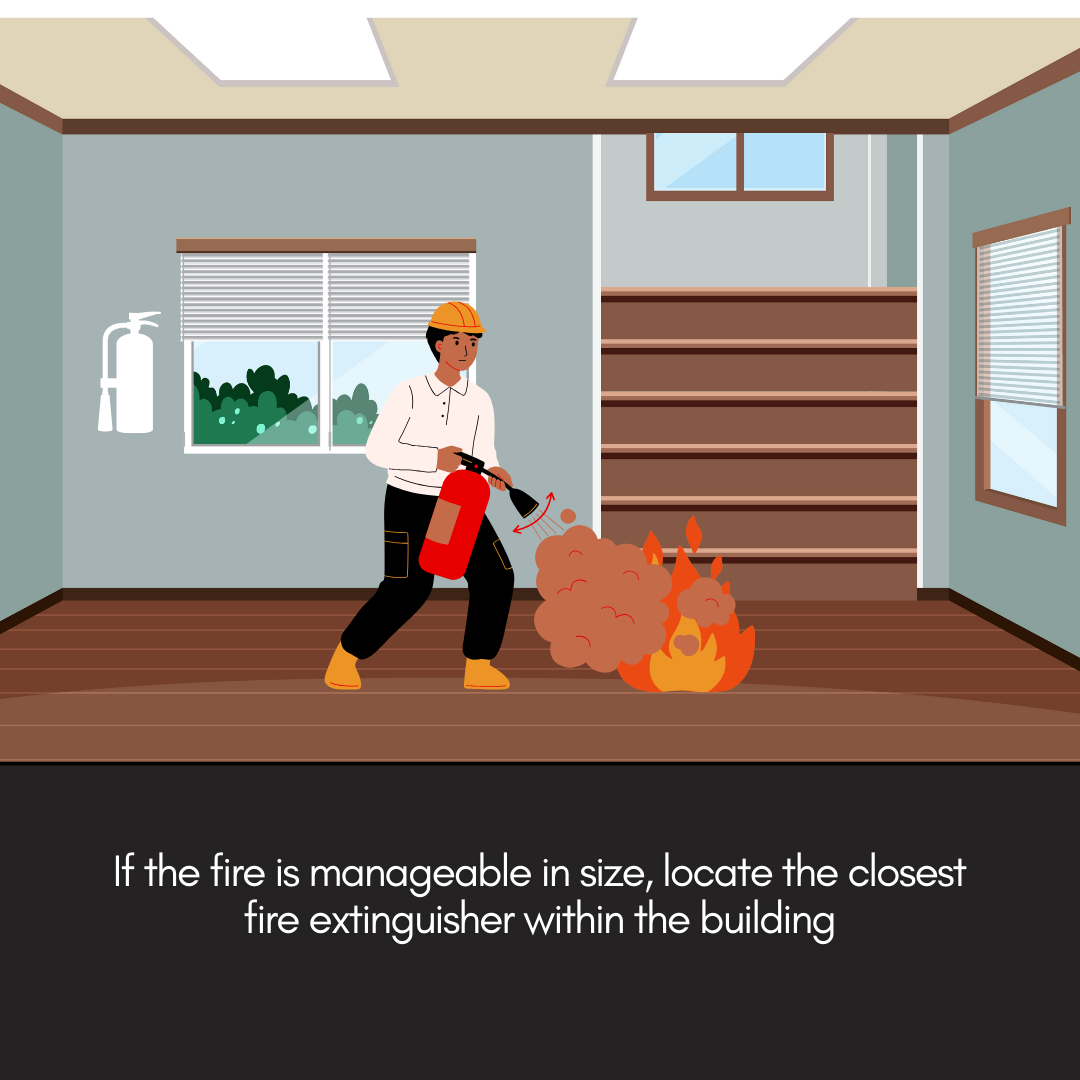 If the fire is manageable in size, locate the closest
fire extinguisher within the building